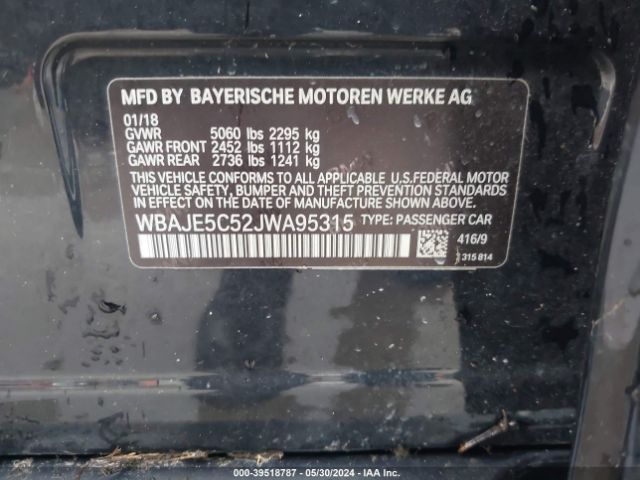 MFD BY BAYERISCHE MOTOREN WERKE AG
01/18
GVWR 5060 lbs 2295 kg
GAWR FRONT 2452 lbs 1112 kg
GAWR REAR 2736 lbs 1241 kg
THIS VEHICLE CONFORMS TO ALL APPLICABLE U.S.FEDERAL MOTOR
VEHICLE SAFETY, BUMPER AND THEFT PREVENTION STANDARDS
IN EFFECT ON THE DATE OF MANUFACTURE SHOWN ABOVE.
WBAJE5C52JWA95315 TYPE: PASSENGER CAR
416/9
315 814
000-39518787 - 05/30/2024 - IAA Inc.